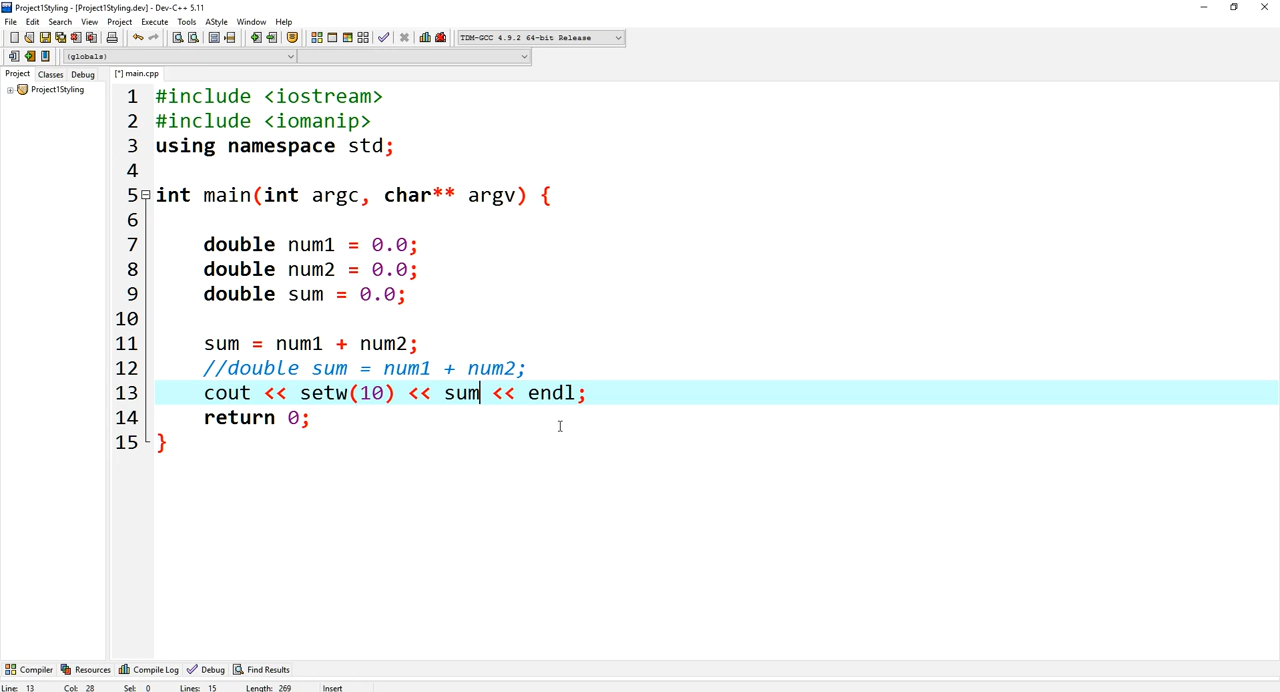 Project1Styling - [Project1Styling.dev] - Dev-C++ 5.11
File Edit Search View Project Execute Tools AStyle Window Help
TDM-GCC 4.9.2 64-bit Release
(globals)
Project Classes Debug [*] main.cpp
Project1Styling
1 #include <iostream>
2 #include <iomanip>
3 using namespace std;
4
5 int main(int argc, char** argv) {
6
7 double num1 = 0.0;
8 double num2 = 0.0;
9 double sum = 0.0;
10
11 sum = num1 + num2;
12 //double sum = num1 + num2;
13 cout << setw(10) << sum << endl;
14 return 0;
15 }
Compiler Resources Compile Log Debug Find Results
Line: 13 Col: 28 Sel: 0 Lines: 15 Length: 269 Insert